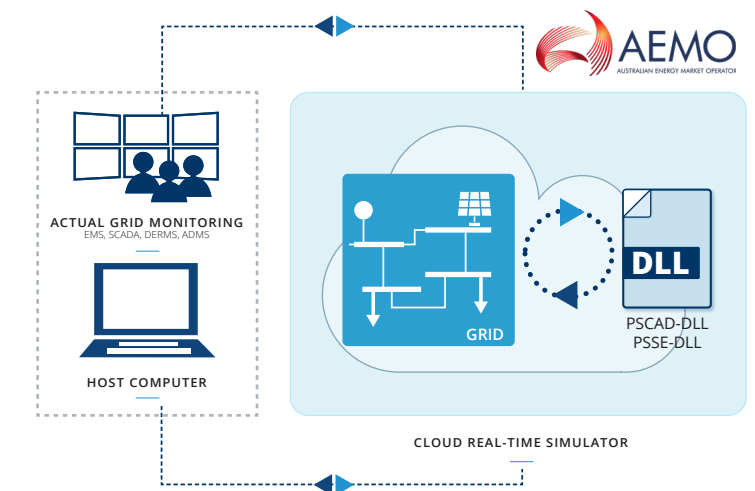 AEMO
AUSTRALIAN ENERGY MARKET OPERATOR
ACTUAL GRID MONITORING
EMS, SCADA, DERMS, ADMS
HOST COMPUTER
GRID
DLL
PSCAD-DLL
PSSE-DLL
CLOUD REAL-TIME SIMULATOR